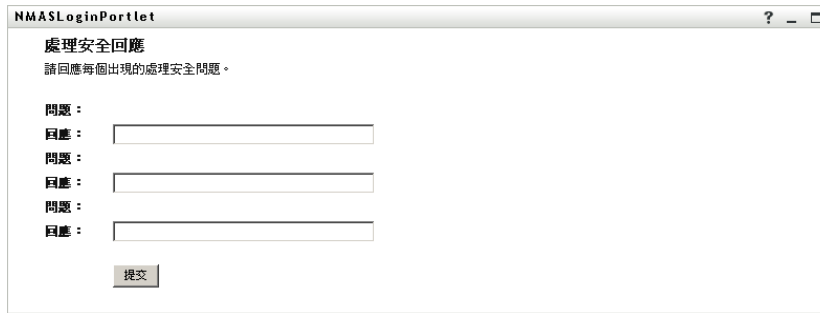 NMASLoginPortlet ? _
處理安全回應
請回應每個出現的處理安全問題。
問題：
回應：
問題：
回應：
問題：
回應：
提交